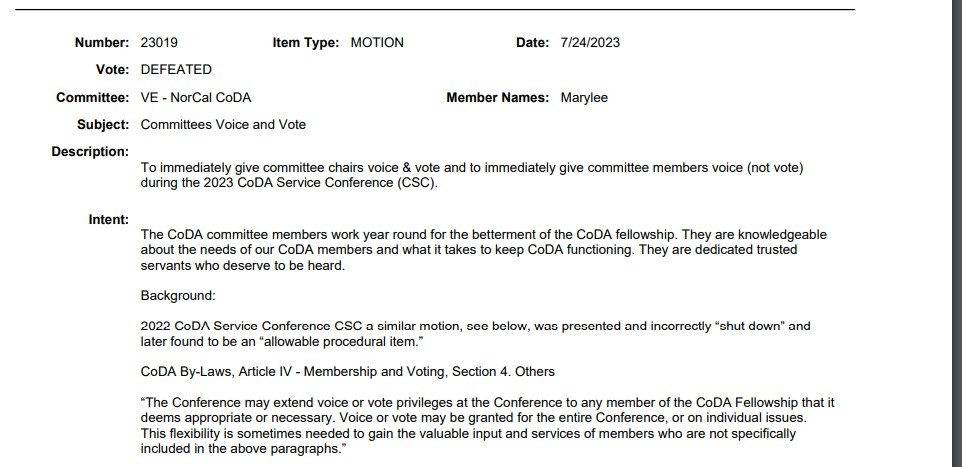 Number: 23019 Item Type: MOTION Date: 7/24/2023
Vote: DEFEATED
Committee: VE - NorCal CoDA Member Names: Marylee
Subject: Committees Voice and Vote
Description:
To immediately give committee chairs voice & vote and to immediately give committee members voice (not vote)
during the 2023 CoDA Service Conference (CSC).
Intent:
The CoDA committee members work year round for the betterment of the CoDA fellowship. They are knowledgeable
about the needs of our CoDA members and what it takes to keep CoDA functioning. They are dedicated trusted
servants who deserve to be heard.
Background:
2022 CoDA Service Conference CSC a similar motion, see below, was presented and incorrectly “shut down” and
later found to be an “allowable procedural item.”
CoDA By-Laws, Article IV - Membership and Voting, Section 4. Others
“The Conference may extend voice or vote privileges at the Conference to any member of the CoDA Fellowship that it
deems appropriate or necessary. Voice or vote may be granted for the entire Conference, or on individual issues.
This flexibility is sometimes needed to gain the valuable input and services of members who are not specifically
included in the above paragraphs.”